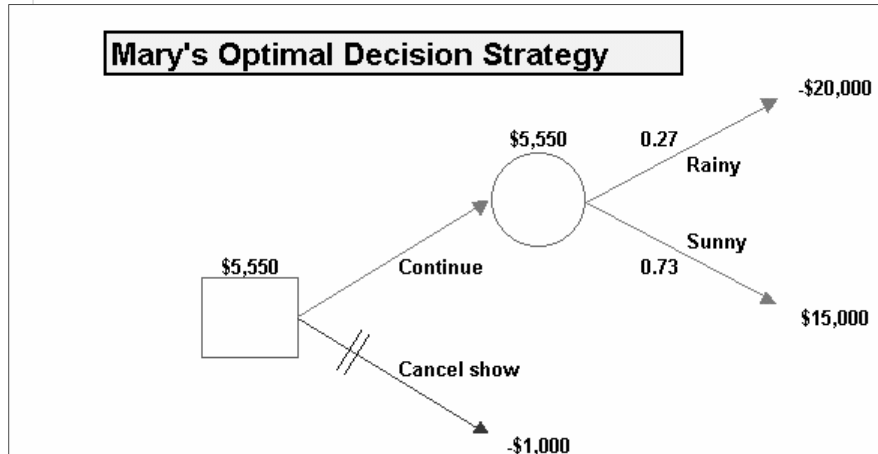 Mary's Optimal Decision Strategy
-$20,000
$5,550
0.27
Rainy
Sunny
$5,550
Continue
0.73
$15,000
Cancel show
-$1,000